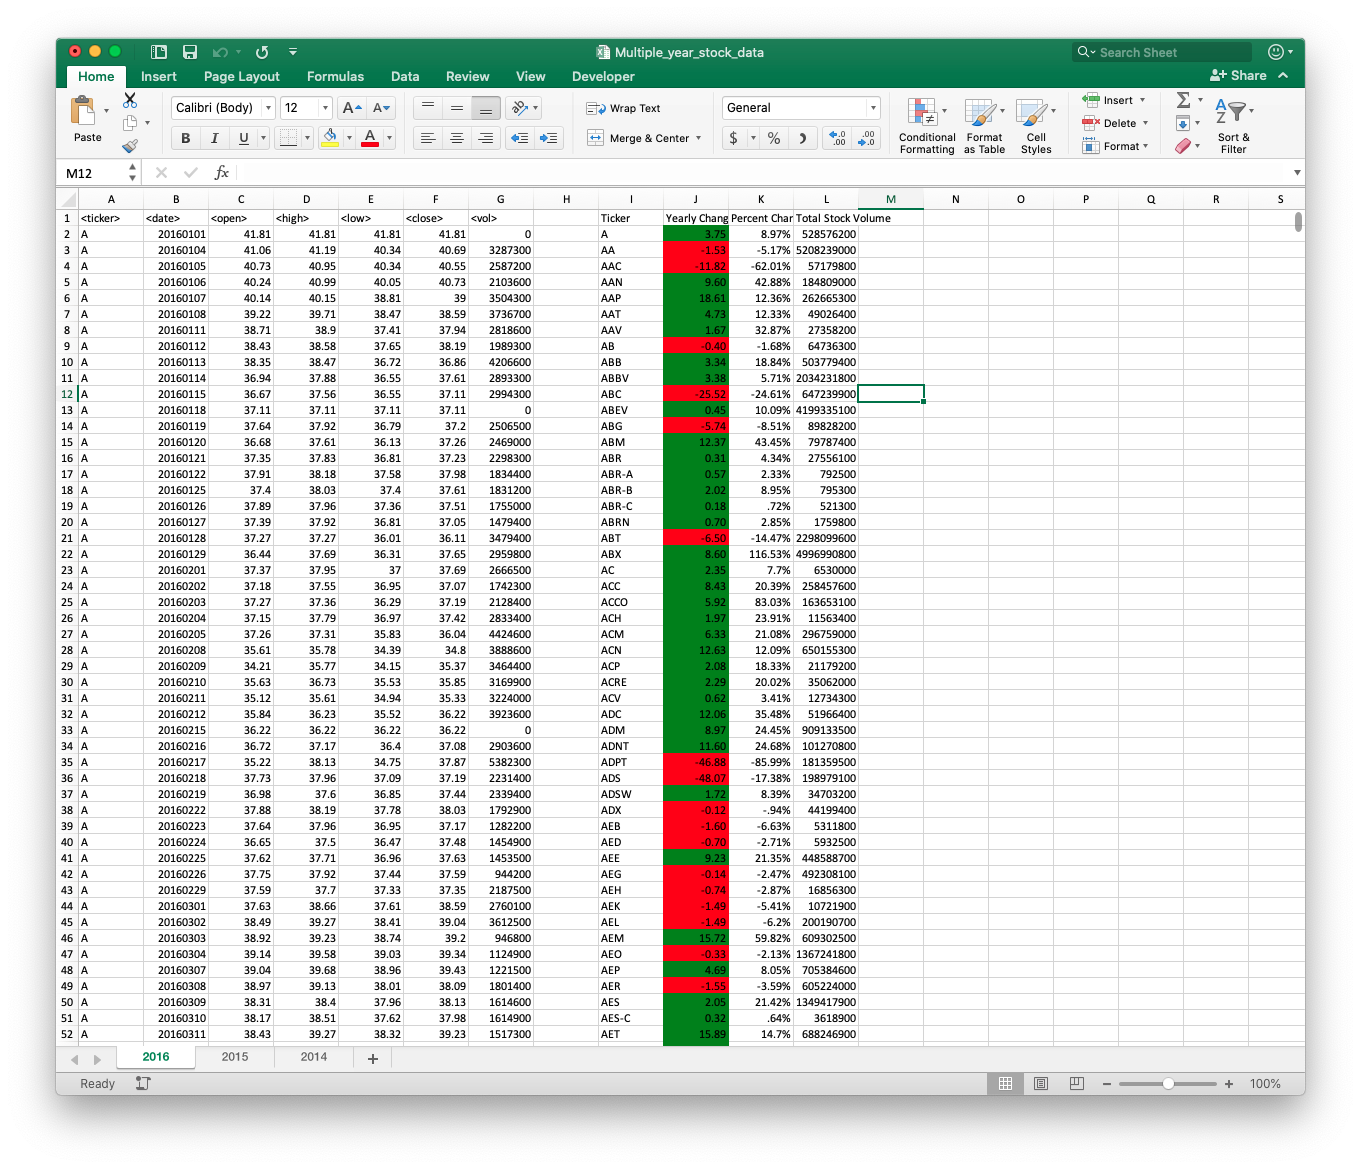 Multiple_year_stock_data
Search Sheet
Home Insert Page Layout Formulas Data Review View Developer Share
Paste
Calibri (Body) 12 A A Wrap Text General Insert
B I U A Merge & Center $ % Delete
Conditional Formatting Format as Table Cell Styles Format Sort & Filter
M12 fx
A B C D E F G H I J K L M N O P Q R S
1 <ticker> <date> <open> <high> <low> <close> <vol> Ticker Yearly Chang Percent Char Total Stock Volume
2 A 20160101 41.81 41.81 41.81 41.81 0 A 3.75 8.97% 528576200
3 A 20160104 41.06 41.19 40.34 40.69 3287300 AA -1.53 -5.17% 5208239000
4 A 20160105 40.73 40.95 40.34 40.55 2587200 AAC -11.82 -62.01% 57179800
5 A 20160106 40.24 40.99 40.05 40.73 2103600 AAN 9.60 42.88% 184809000
6 A 20160107 40.14 40.15 38.81 39 3504300 AAP 18.61 12.36% 262665300
7 A 20160108 39.22 39.71 38.47 38.59 3736700 AAT 4.73 12.33% 49026400
8 A 20160111 38.71 38.9 37.41 37.94 2818600 AAV 1.67 32.87% 27358200
9 A 20160112 38.43 38.58 37.65 38.19 1989300 AB -0.40 -1.68% 64736300
10 A 20160113 38.35 38.47 36.72 36.86 4206600 ABB 3.34 18.84% 503779400
11 A 20160114 36.94 37.88 36.55 37.61 2893300 ABBV 3.38 5.71% 2034231800
12 A 20160115 36.67 37.56 36.55 37.11 2994300 ABC -25.52 -24.61% 647239900
13 A 20160118 37.11 37.11 37.11 37.11 0 ABEV 0.45 10.09% 4199335100
14 A 20160119 37.64 37.92 36.79 37.2 2506500 ABG -5.74 -8.51% 89828200
15 A 20160120 36.68 37.61 36.13 37.26 2469000 ABM 12.37 43.45% 79787400
16 A 20160121 37.35 37.83 36.81 37.23 2298300 ABR 0.31 4.34% 27556100
17 A 20160122 37.91 38.18 37.58 37.98 1834400 ABR-A 0.57 2.33% 792500
18 A 20160125 37.4 38.03 37.4 37.61 1831200 ABR-B 2.02 8.95% 795300
19 A 20160126 37.89 37.96 37.36 37.51 1755000 ABR-C 0.18 .72% 521300
20 A 20160127 37.39 37.92 36.81 37.05 1479400 ABRN 0.70 2.85% 1759800
21 A 20160128 37.27 37.27 36.01 36.11 3479400 ABT -6.50 -14.47% 2298099600
22 A 20160129 36.44 37.69 36.31 37.65 2959800 ABX 8.60 116.53% 4996990800
23 A 20160201 37.37 37.95 37 37.69 2666500 AC 2.35 7.7% 6530000
24 A 20160202 37.18 37.55 36.95 37.07 1742300 ACC 8.43 20.39% 258457600
25 A 20160203 37.27 37.36 36.29 37.19 2128400 ACCO 5.92 83.03% 163653100
26 A 20160204 37.15 37.79 36.97 37.42 2833400 ACH 1.97 23.91% 11563400
27 A 20160205 37.26 37.31 35.83 36.04 4424600 ACM 6.33 21.08% 296759000
28 A 20160208 35.61 35.78 34.39 34.8 3888600 ACN 12.63 12.09% 650155300
29 A 20160209 34.21 35.77 34.15 35.37 3464400 ACP 2.08 18.33% 21179200
30 A 20160210 35.63 36.73 35.53 35.85 3169900 ACRE 2.29 20.02% 35062000
31 A 20160211 35.12 35.61 34.94 35.33 3224000 ACV 0.62 3.41% 12734300
32 A 20160212 35.84 36.23 35.52 36.22 3923600 ADC 12.06 35.48% 51966400
33 A 20160215 36.22 36.22 36.22 36.22 0 ADM 8.97 24.45% 909133500
34 A 20160216 36.72 37.17 36.4 37.08 2903600 ADNT 11.60 24.68% 101270800
35 A 20160217 35.22 38.13 34.75 37.87 5382300 ADPT -46.88 -85.99% 181359500
36 A 20160218 37.73 37.96 37.09 37.19 2231400 ADS -48.07 -17.38% 198979100
37 A 20160219 36.98 37.6 36.85 37.44 2339400 ADSW 1.72 8.39% 34703200
38 A 20160222 37.88 38.19 37.78 38.03 1792900 ADX -0.12 -.94% 44199400
39 A 20160223 37.64 37.96 36.95 37.17 1282200 AEB -1.60 -6.63% 5311800
40 A 20160224 36.65 37.5 36.47 37.48 1454900 AED -0.70 -2.71% 5932500
41 A 20160225 37.62 37.71 36.96 37.63 1453500 AEE 9.23 21.35% 448588700
42 A 20160226 37.75 37.92 37.44 37.59 944200 AEG -0.14 -2.47% 492308100
43 A 20160229 37.59 37.7 37.33 37.35 2187500 AEH -0.74 -2.87% 16856300
44 A 20160301 37.63 38.66 37.61 38.59 2760100 AEK -1.49 -5.41% 10721900
45 A 20160302 38.49 39.27 38.41 39.04 3612500 AEL -1.49 -6.2% 200190700
46 A 20160303 38.92 39.23 38.74 39.2 946800 AEM 15.72 59.82% 609302500
47 A 20160304 39.14 39.58 39.03 39.34 1124900 AEO -0.33 -2.13% 1367241800
48 A 20160307 39.04 39.68 38.96 39.43 1221500 AEP 4.69 8.05% 705384600
49 A 20160308 38.97 39.13 38.01 38.09 1801400 AER -1.55 -3.59% 605224000
50 A 20160309 38.31 38.4 37.96 38.13 1614600 AES 2.05 21.42% 1349417900
51 A 20160310 38.17 38.51 37.62 37.98 1614900 AES-C 0.32 .64% 3618900
52 A 20160311 38.43 39.27 38.32 39.23 1517300 AET 15.89 14.7% 688246900
2016 2015 2014 +
Ready 100%